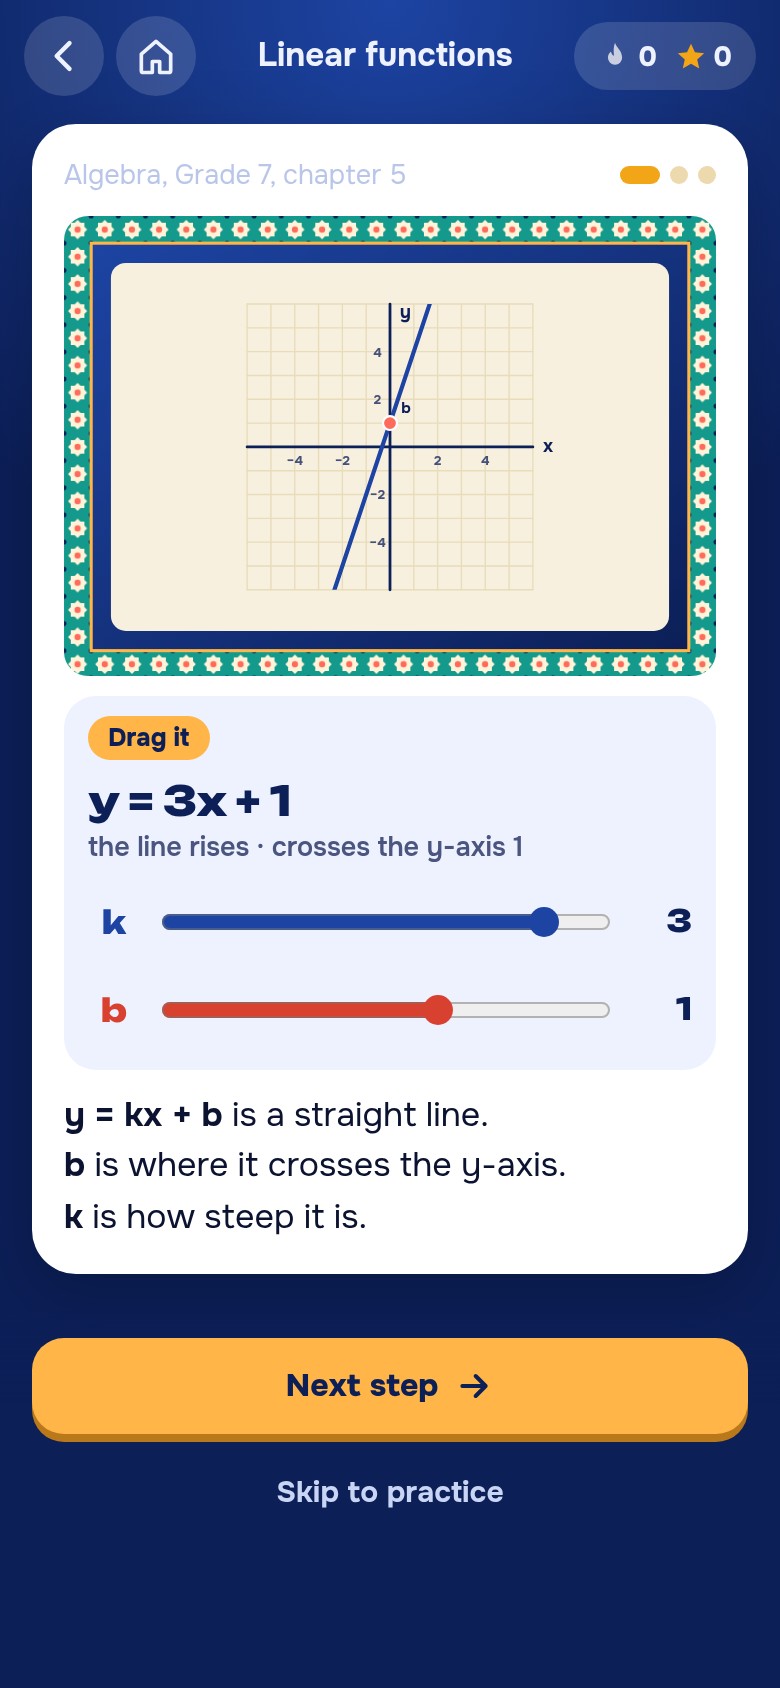 Linear functions
0 0
Algebra, Grade 7, chapter 5
y
4
2
b
x
−4 −2 2 4
−2
−4
Drag it
y = 3x + 1
the line rises · crosses the y-axis 1
k 3
b 1
y = kx + b is a straight line.
b is where it crosses the y-axis.
k is how steep it is.
Next step →
Skip to practice